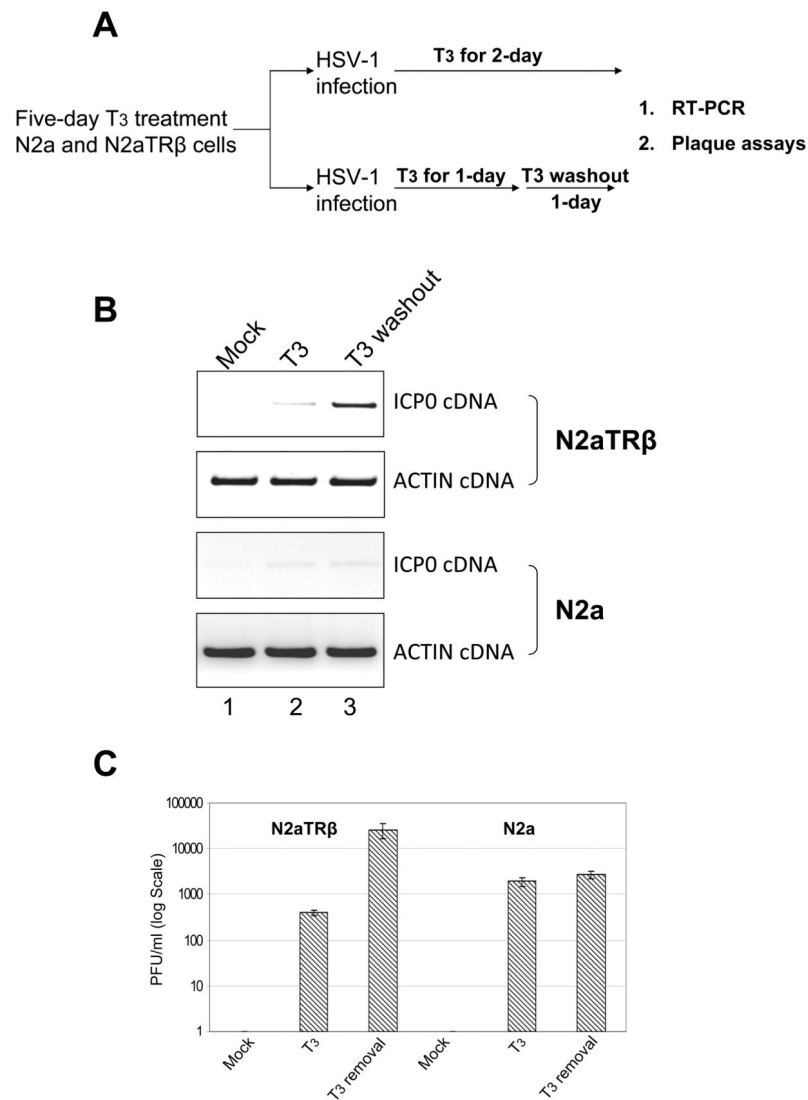 A
Five-day T3 treatment
N2a and N2aTRβ cells
HSV-1
infection
T3 for 2-day
HSV-1
infection
T3 for 1-day
T3 washout
1-day
1. RT-PCR
2. Plaque assays
B
Mock
T3
T3 washout
ICP0 cDNA
ACTIN cDNA
N2aTRβ
ICP0 cDNA
ACTIN cDNA
N2a
1 2 3
C
PFU/ml (log Scale)
100000
10000
1000
100
10
1
N2aTRβ
N2a
Mock
T3
T3 removal
Mock
T3
T3 removal